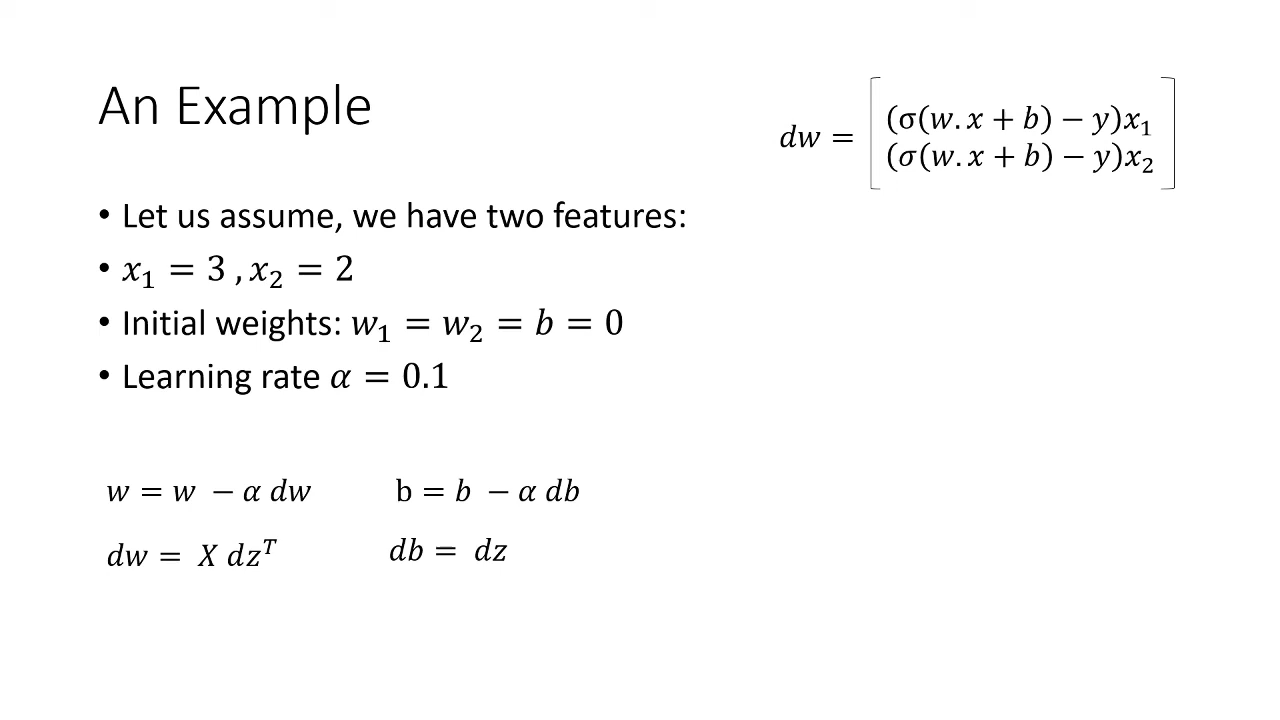 An Example
dw = [(σ(w.x + b) − y)x₁
(σ(w.x + b) − y)x₂]
• Let us assume, we have two features:
• x₁ = 3 , x₂ = 2
• Initial weights: w₁ = w₂ = b = 0
• Learning rate α = 0.1
w = w − α dw    b = b − α db
dw = X dzᵀ    db = dz